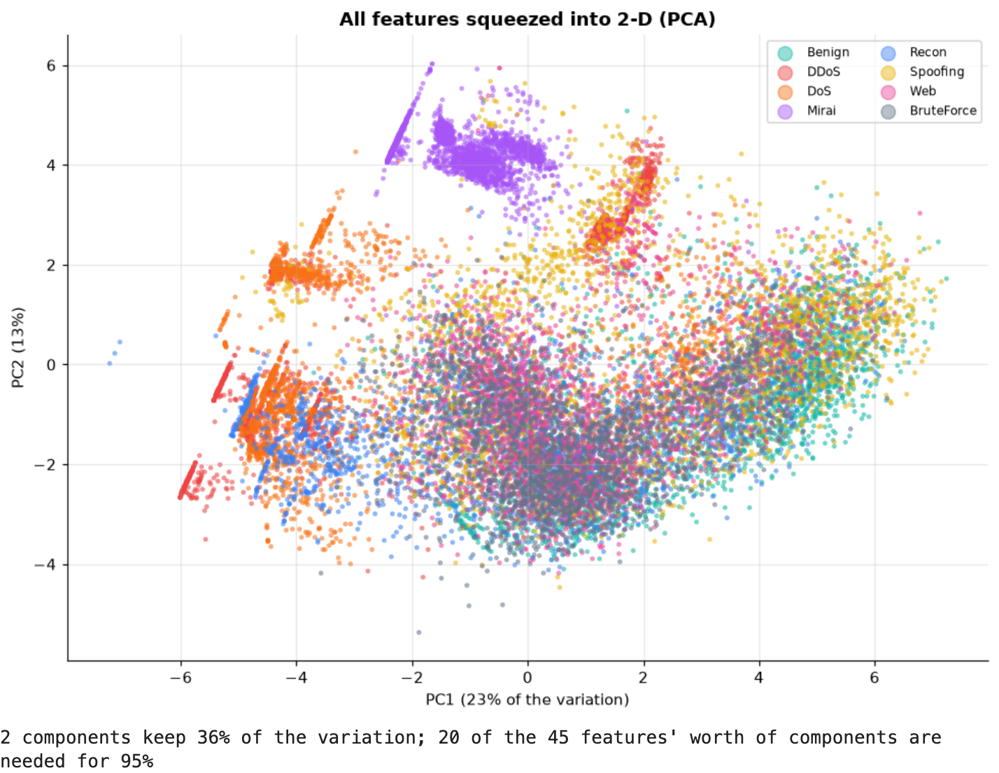 All features squeezed into 2-D (PCA)
Benign
DDoS
DoS
Mirai
Recon
Spoofing
Web
BruteForce
6
4
2
0
−2
−4
PC2 (13%)
−6
−4
−2
0
2
4
6
PC1 (23% of the variation)
2 components keep 36% of the variation; 20 of the 45 features' worth of components are
needed for 95%